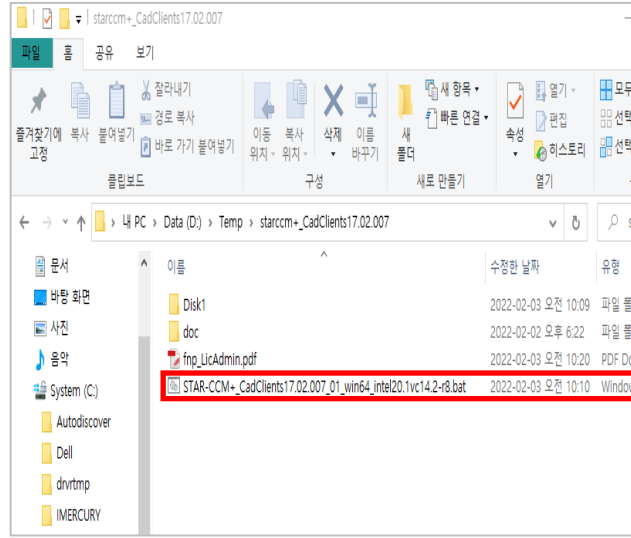 starccm+_CadClients17.02.007
파일 홈 공유 보기
즐겨찾기에 고정
복사
붙여넣기
잘라내기
경로 복사
바로 가기 붙여넣기
클립보드
이동 위치
복사 위치
삭제
이름 바꾸기
구성
새 폴더
새 항목
빠른 연결
새로 만들기
속성
열기
편집
히스토리
열기
모두
선택
선택
내 PC > Data (D:) > Temp > starccm+_CadClients17.02.007
이름 수정한 날짜 유형
문서
바탕 화면
사진
음악
System (C:)
Autodiscover
Dell
drvrtmp
IMERCURY
Disk1 2022-02-03 오전 10:09 파일 폴
doc 2022-02-02 오후 6:22 파일 폴
fnp_LicAdmin.pdf 2022-02-03 오전 10:20 PDF Do
STAR-CCM+_CadClients17.02.007_01_win64_intel20.1vc14.2-r8.bat 2022-02-03 오전 10:10 Window